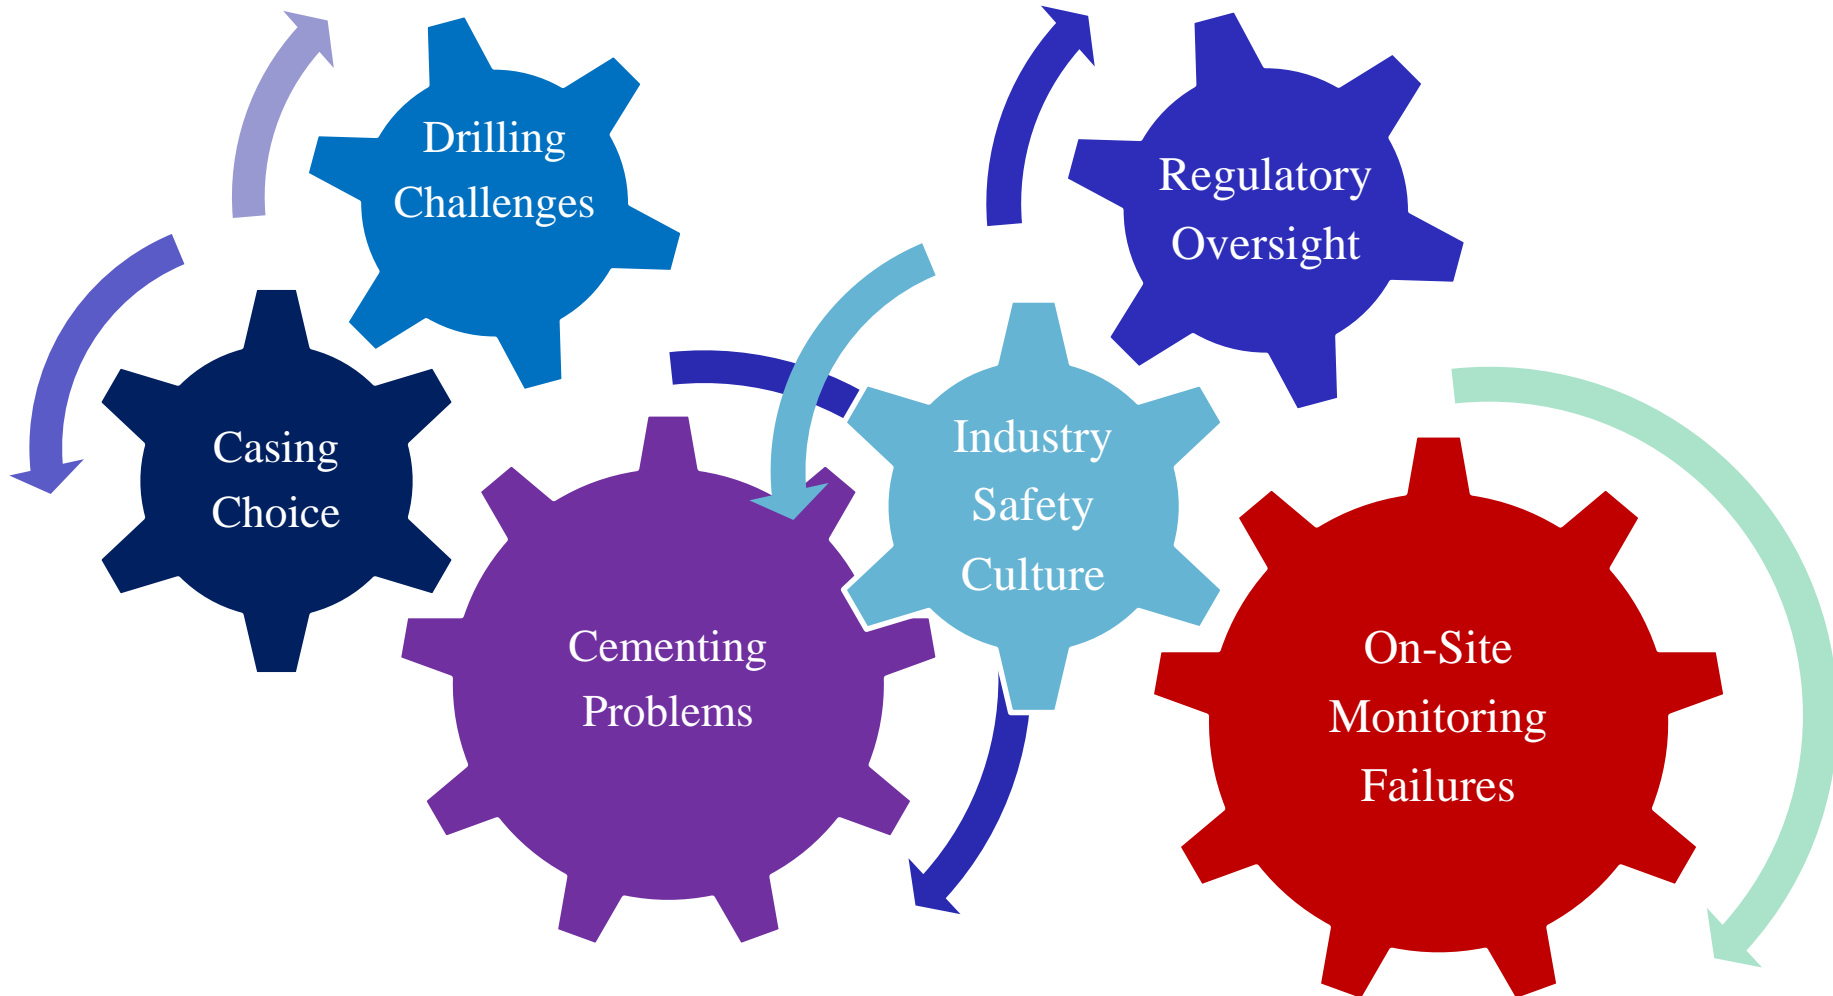 Drilling
Challenges
Casing
Choice
Cementing
Problems
Regulatory
Oversight
Industry
Safety
Culture
On-Site
Monitoring
Failures